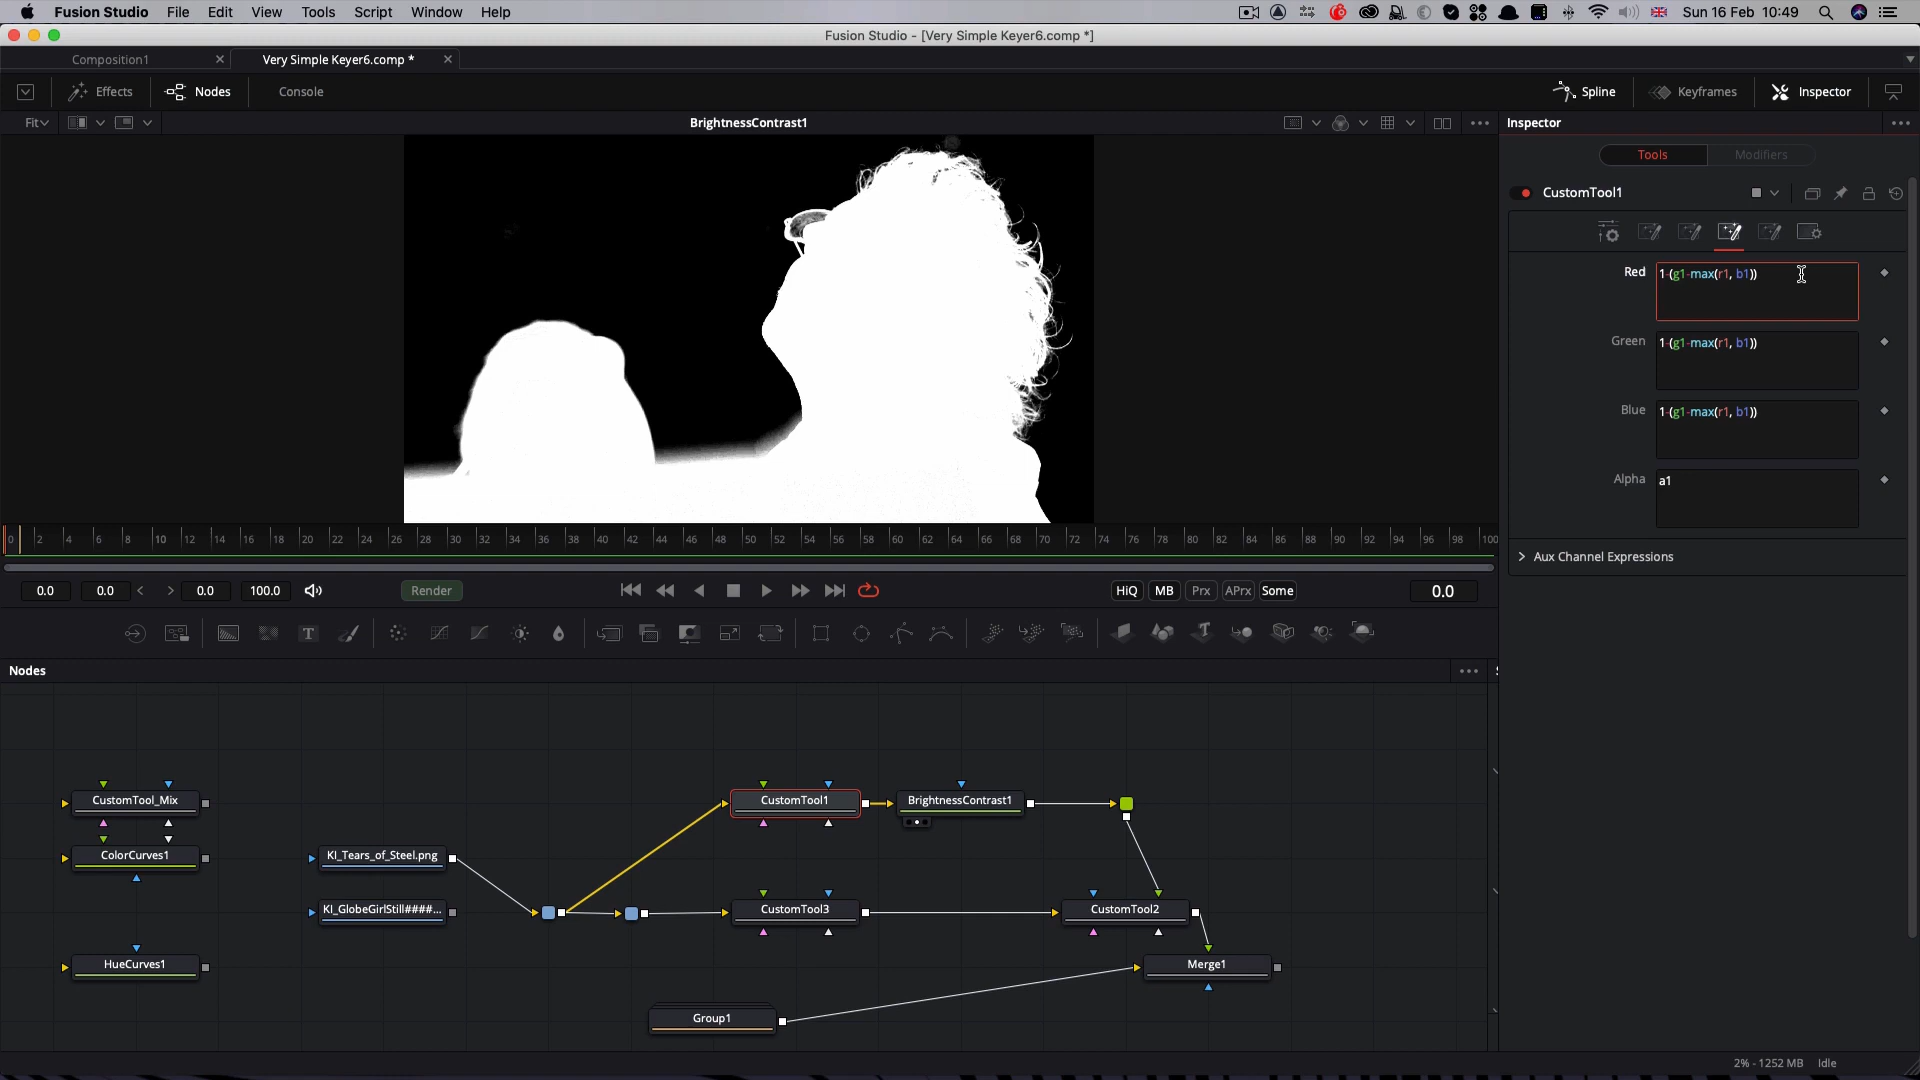 Fusion Studio File Edit View Tools Script Window Help Sun 16 Feb 10:49
Fusion Studio - [Very Simple Keyer6.comp *]
Composition1 Very Simple Keyer6.comp *
Effects Nodes Console Spline Keyframes Inspector
Fit BrightnessContrast1 Inspector
Tools Modifiers
CustomTool1
Red 1-(g1-max(r1, b1))
Green 1-(g1-max(r1, b1))
Blue 1-(g1-max(r1, b1))
Alpha a1
Aux Channel Expressions
0 2 4 6 8 10 12 14 16 18 20 22 24 26 28 30 32 34 36 38 40 42 44 46 48 50 52 54 56 58 60 62 64 66 68 70 72 74 76 78 80 82 84 86 88 90 92 94 96 98 100
0.0 0.0 0.0 100.0 Render HiQ MB Prx APrx Some 0.0
Nodes
CustomTool_Mix CustomTool1 BrightnessContrast1
ColorCurves1 KI_Tears_of_Steel.png
KI_GlobeGirlStill####... CustomTool3 CustomTool2
HueCurves1 Merge1
Group1
2% - 1252 MB Idle